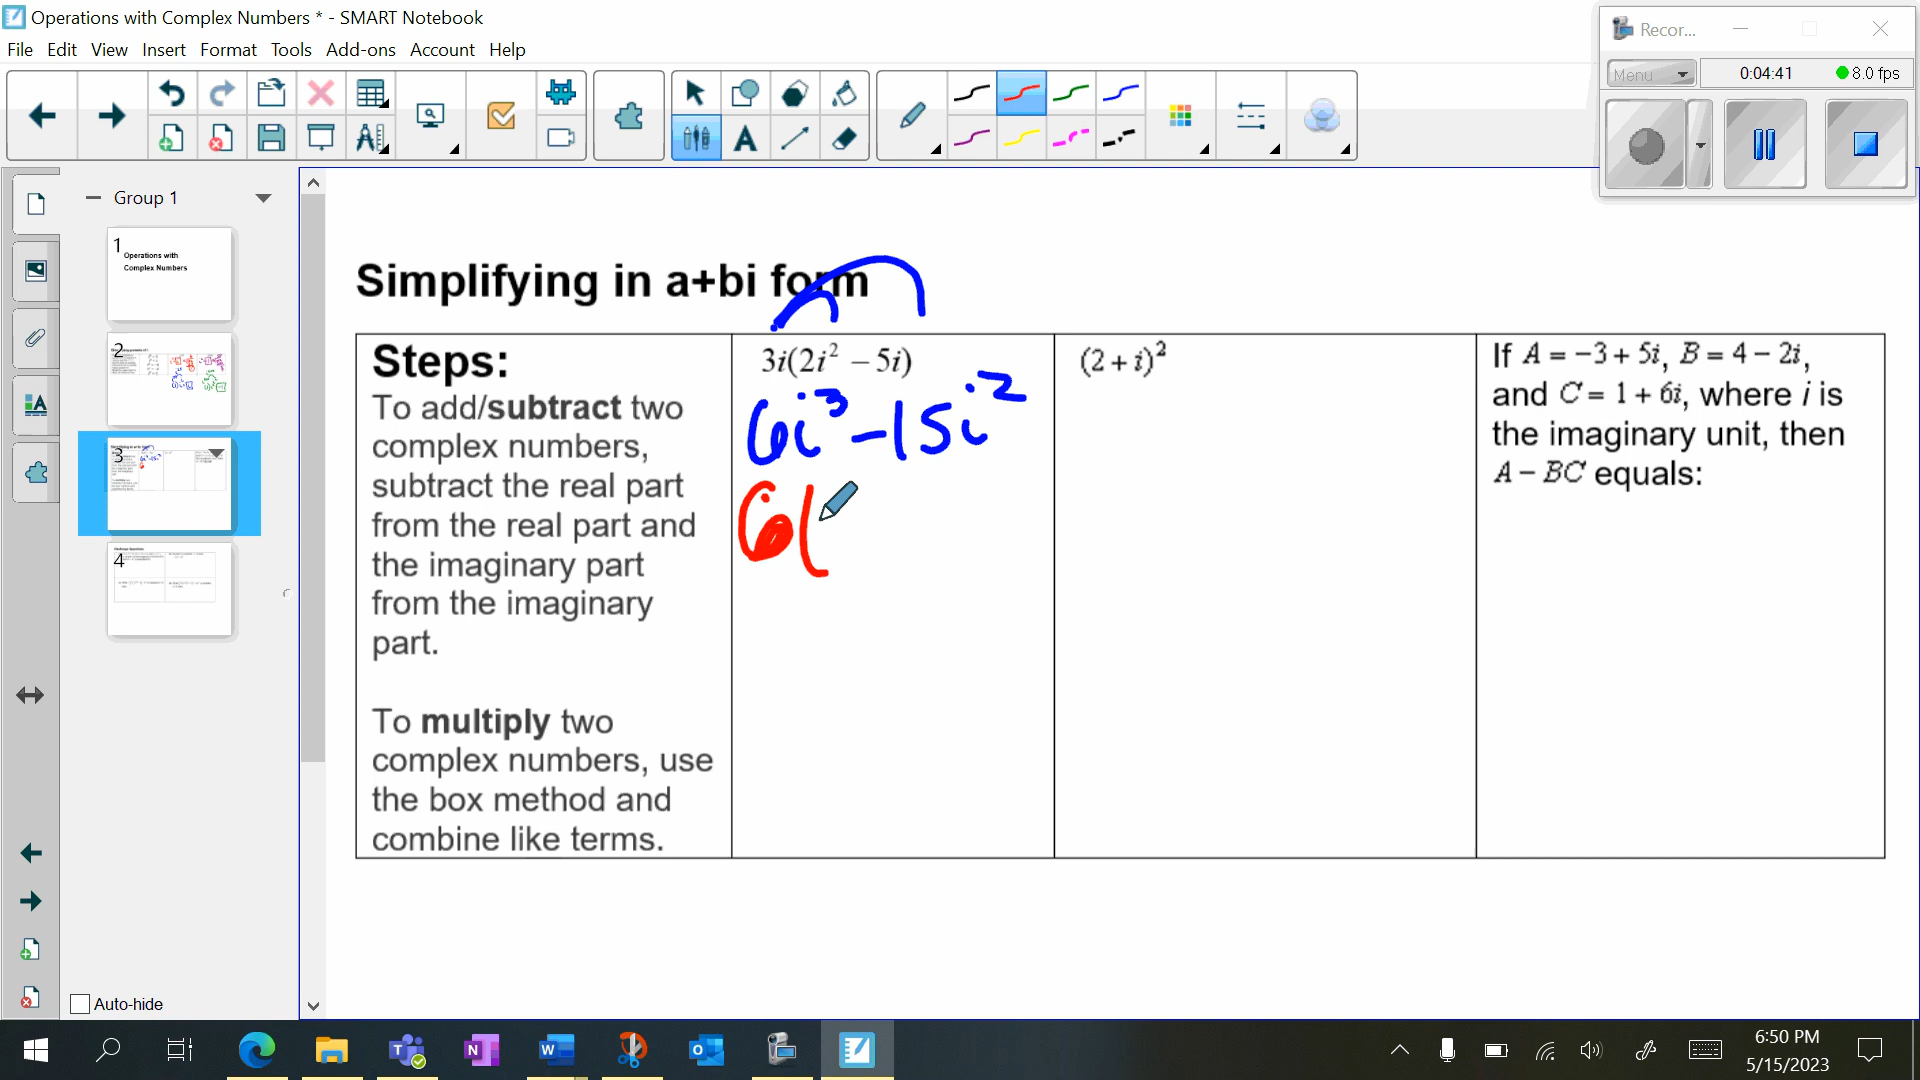 Operations with Complex Numbers * - SMART Notebook
File Edit View Insert Format Tools Add-ons Account Help
Recor...
Menu 0:04:41 8.0 fps
Group 1
1
Operations with
Complex Numbers
2
3
4
Auto-hide
Simplifying in a+bi form
Steps:
To add/subtract two
complex numbers,
subtract the real part
from the real part and
the imaginary part
from the imaginary
part.
To multiply two
complex numbers, use
the box method and
combine like terms.
3i(2i² − 5i)
6i³ − 15i²
6(
(2 + i)²
If A = −3 + 5i, B = 4 − 2i,
and C = 1 + 6i, where i is
the imaginary unit, then
A − BC equals:
6:50 PM
5/15/2023